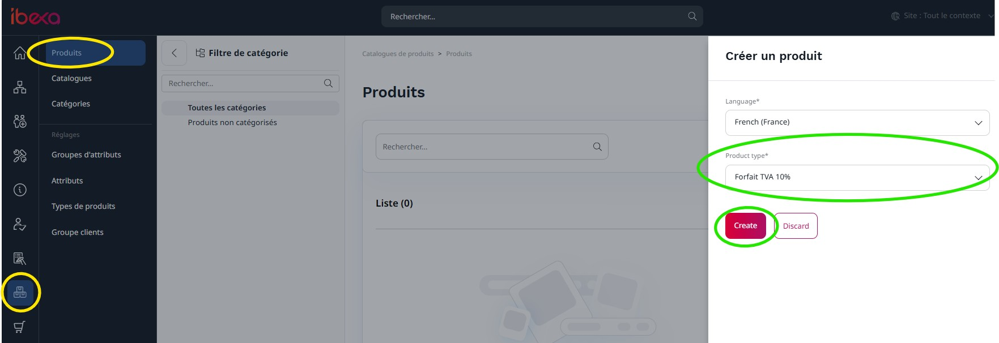 ibexa
Rechercher...
Site : Tout le contexte
Produits
Catalogues
Catégories
Réglages
Groupes d'attributs
Attributs
Types de produits
Groupe clients
Filtre de catégorie
Rechercher...
Toutes les catégories
Produits non catégorisés
Catalogues de produits > Produits
Produits
Rechercher...
Liste (0)
Créer un produit
Language*
French (France)
Product type*
Forfait TVA 10%
Create Discard